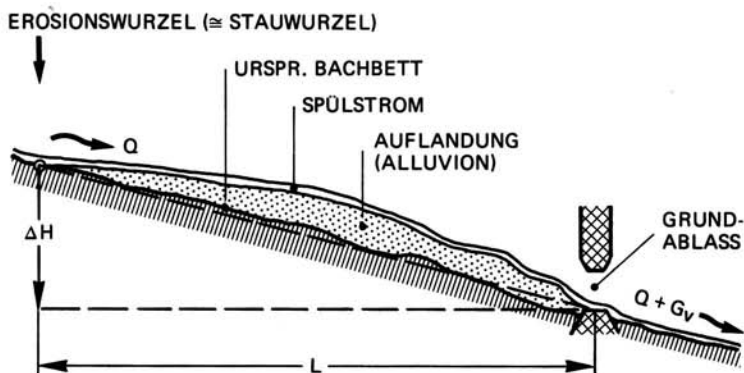 EROSIONSWURZEL (≅ STAUWURZEL)
URSPR. BACHBETT
SPÜLSTROM
Q
AUFLANDUNG
(ALLUVION)
GRUND-
ABLASS
ΔH
Q + Gv
L